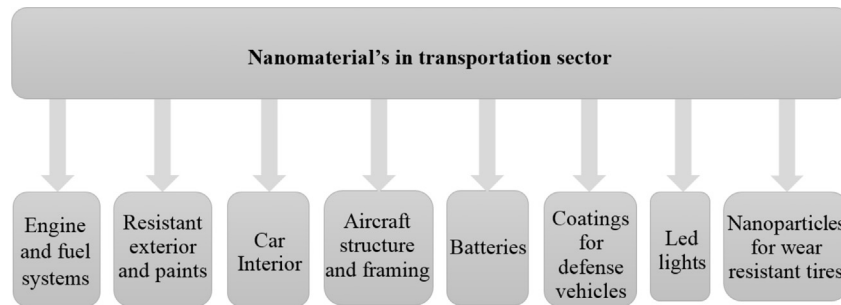 Nanomaterial's in transportation sector
Engine
and fuel
systems
Resistant
exterior
and paints
Car
Interior
Aircraft
structure
and framing
Batteries
Coatings
for
defense
vehicles
Led
lights
Nanoparticles
for wear
resistant tires